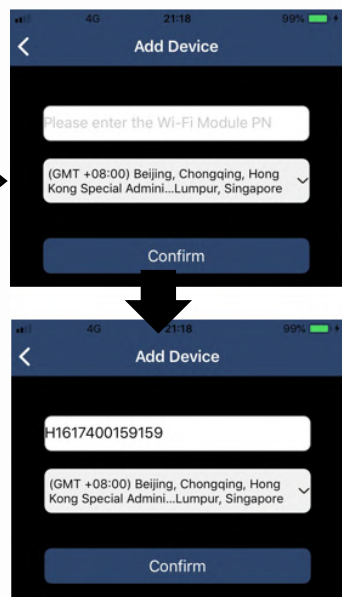 4G 21:18 99%
Add Device
Please enter the Wi-Fi Module PN
(GMT +08:00) Beijing, Chongqing, Hong
Kong Special Admini...Lumpur, Singapore
Confirm
4G 21:18 99%
Add Device
H1617400159159
(GMT +08:00) Beijing, Chongqing, Hong
Kong Special Admini...Lumpur, Singapore
Confirm